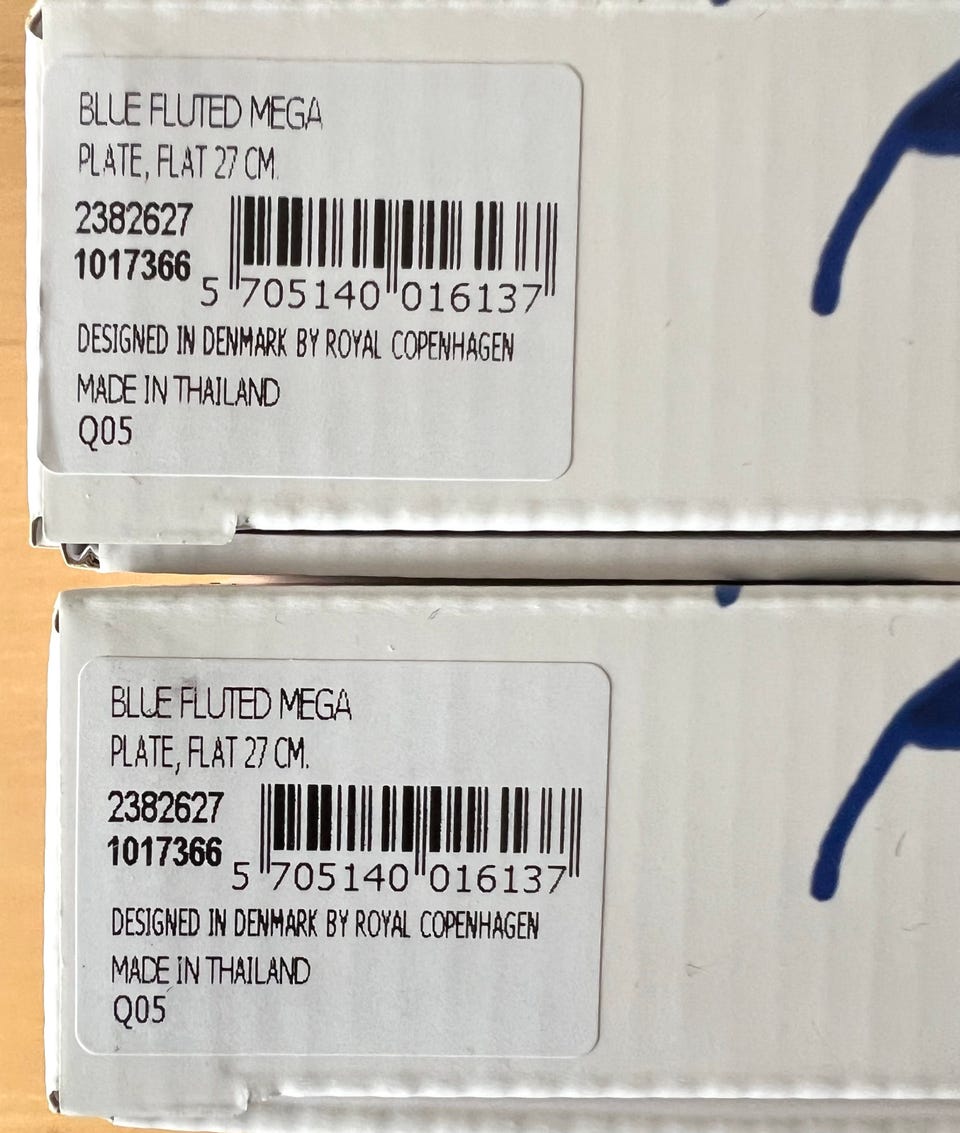 BLUE FLUTED MEGA
PLATE, FLAT 27 CM.
2382627
1017366
5 705140 016137
DESIGNED IN DENMARK BY ROYAL COPENHAGEN
MADE IN THAILAND
Q05
BLUE FLUTED MEGA
PLATE, FLAT 27 CM.
2382627
1017366
5 705140 016137
DESIGNED IN DENMARK BY ROYAL COPENHAGEN
MADE IN THAILAND
Q05